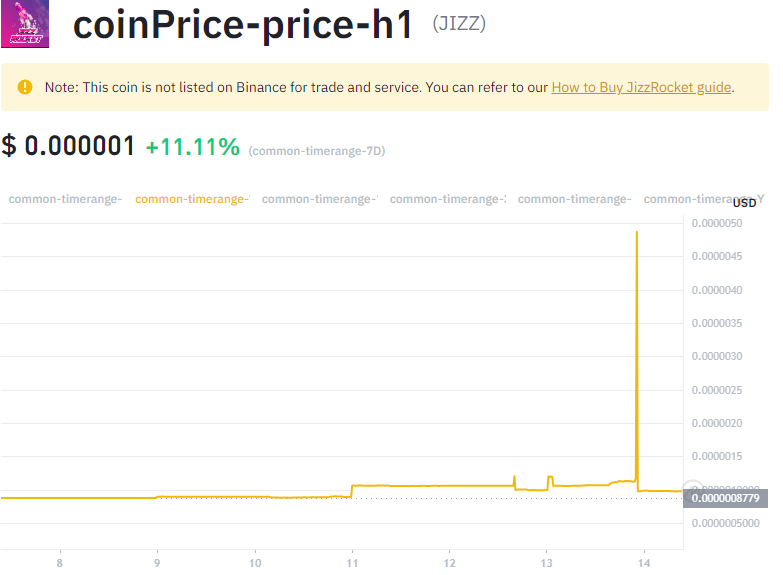 JIZZ
ROCKET
coinPrice-price-h1 (JIZZ)
Note: This coin is not listed on Binance for trade and service. You can refer to our How to Buy JizzRocket guide.
$ 0.000001 +11.11% (common-timerange-7D)
common-timerange- common-timerange- common-timerange- common-timerange- common-timerange- common-timerange-Y
USD
0.0000050
0.0000045
0.0000040
0.0000035
0.0000030
0.0000025
0.0000020
0.0000015
0.0000008779
0.0000005000
8 9 10 11 12 13 14